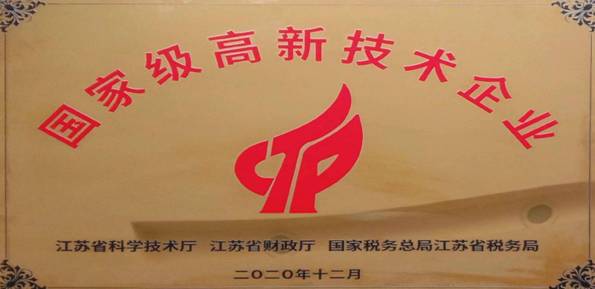 国家级高新技术企业
江苏省科学技术厅 江苏省财政厅 国家税务总局江苏省税务局
二〇二〇年十二月